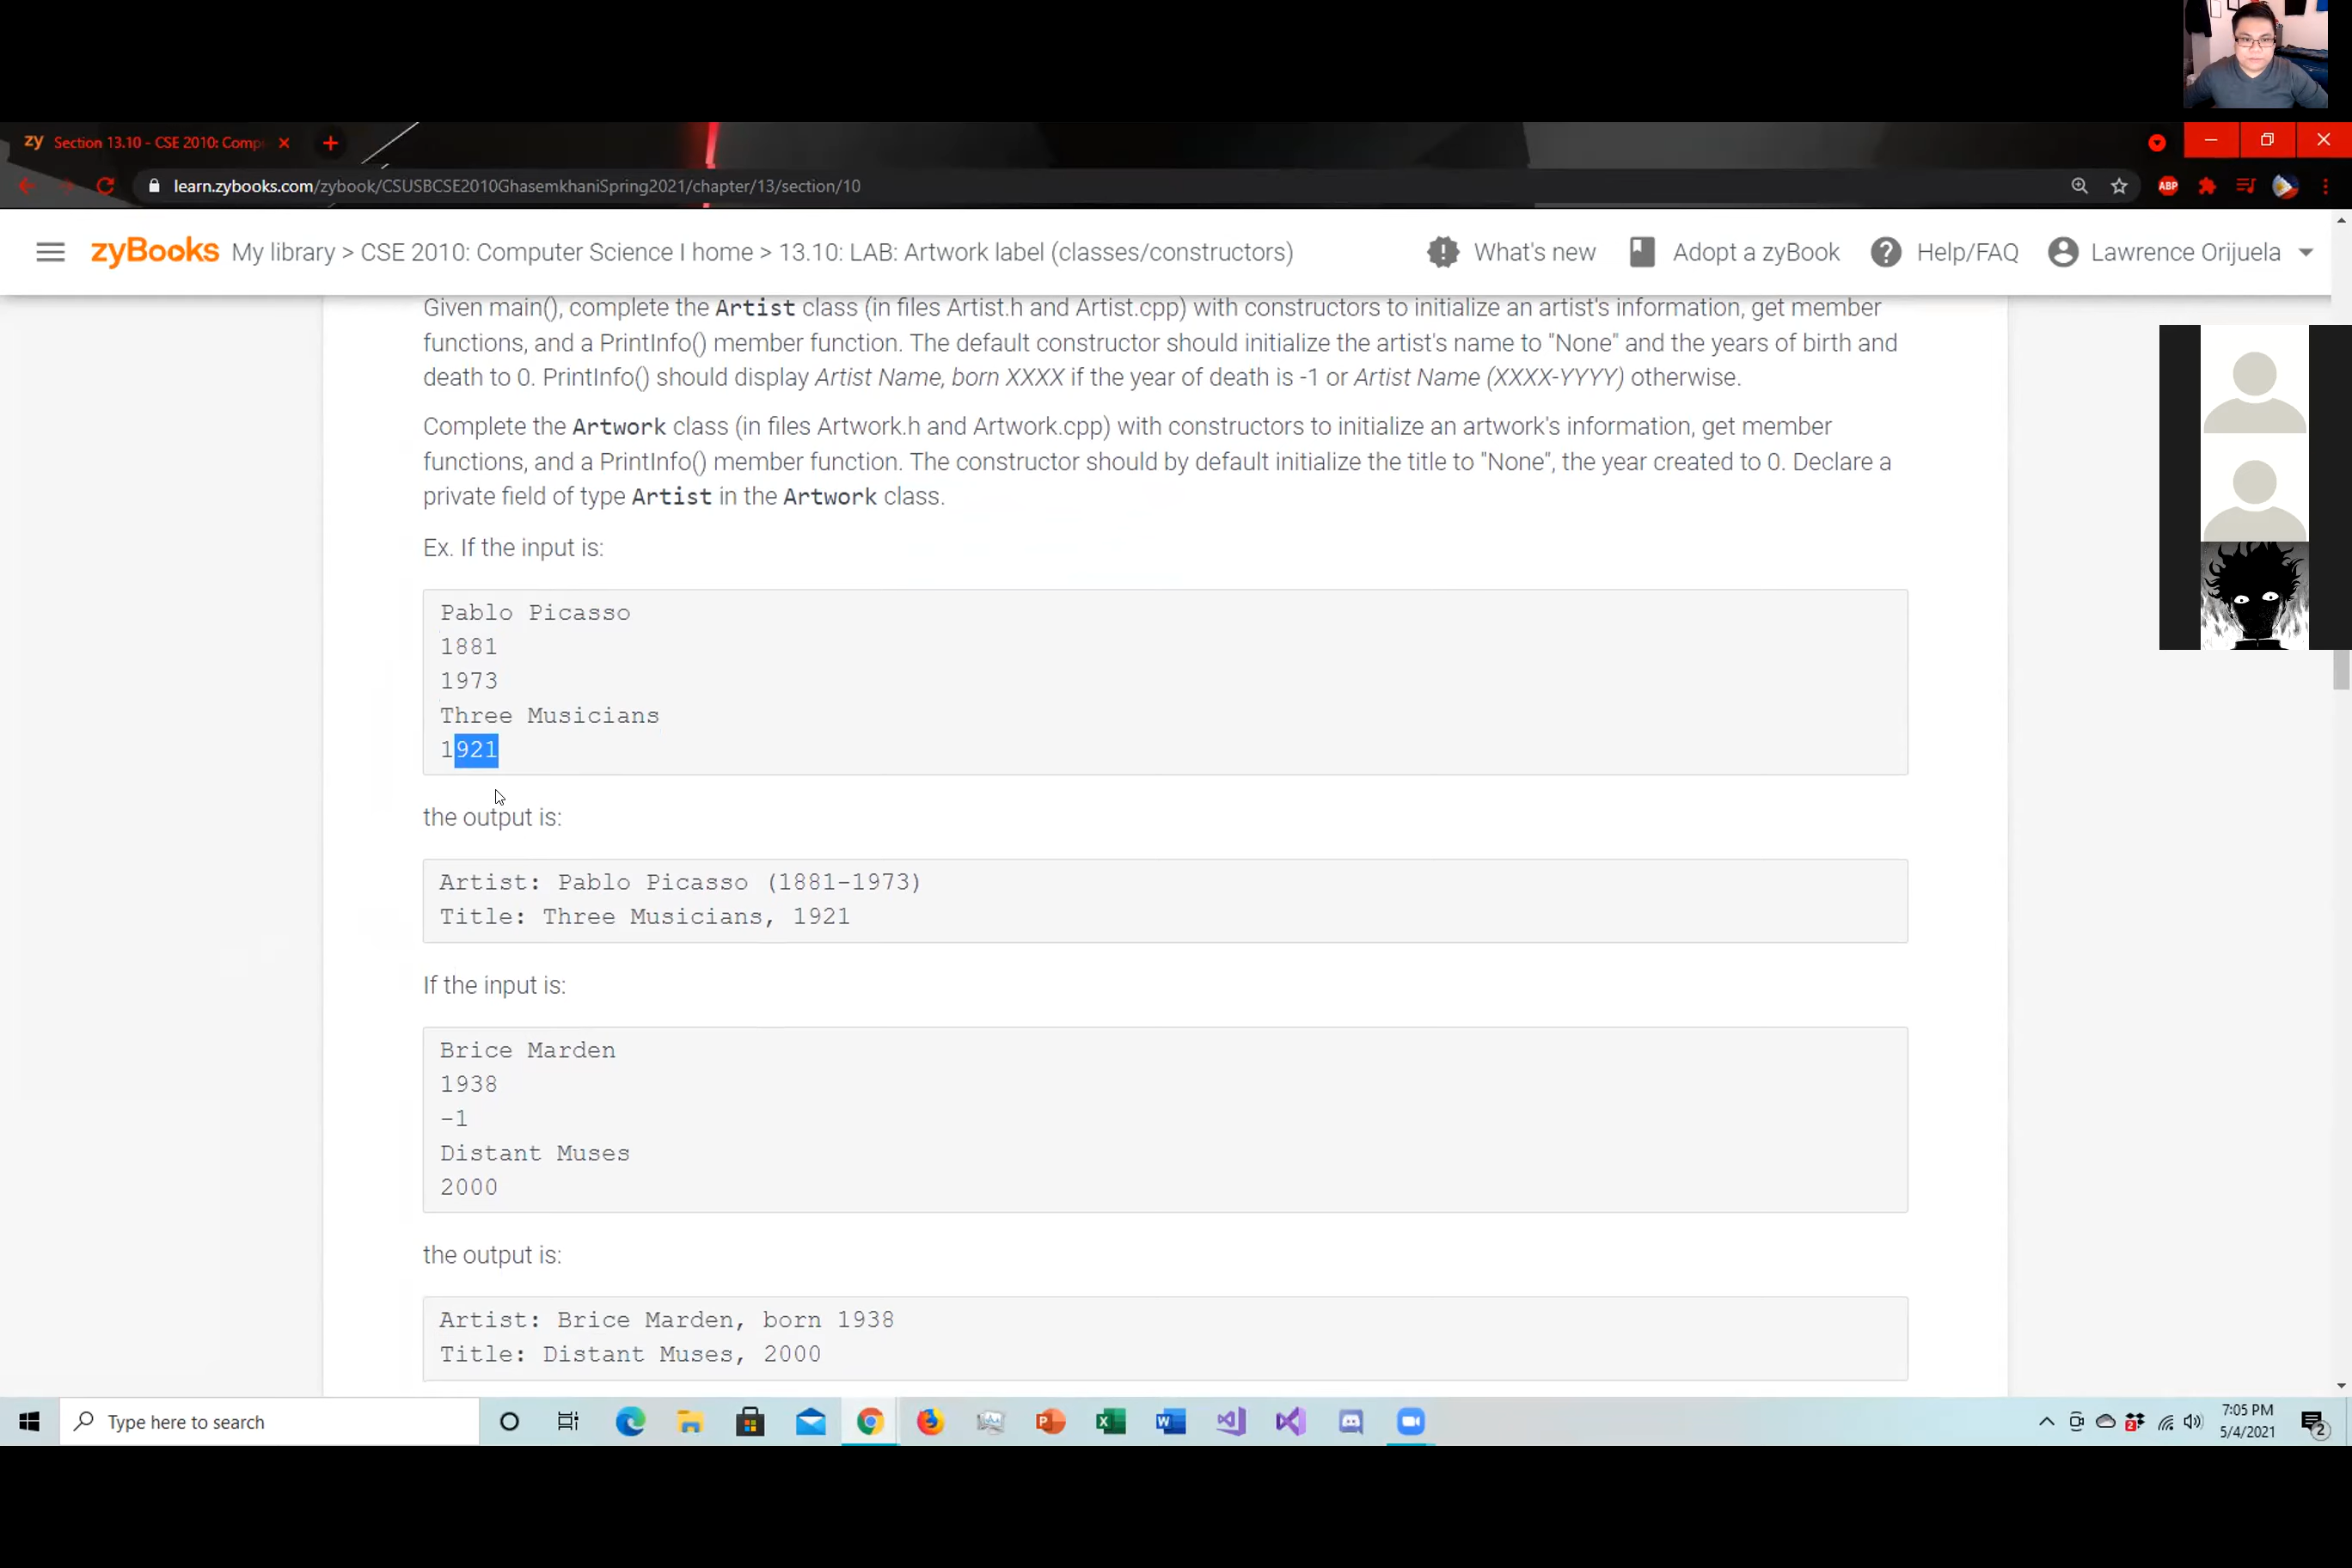 zy Section 13.10 - CSE 2010: Comp
learn.zybooks.com/zybook/CSUSBCSE2010GhasemkhaniSpring2021/chapter/13/section/10
ABP
zyBooks My library > CSE 2010: Computer Science I home > 13.10: LAB: Artwork label (classes/constructors) What's new Adopt a zyBook Help/FAQ Lawrence Orijuela
Given main(), complete the Artist class (in files Artist.h and Artist.cpp) with constructors to initialize an artist's information, get member
functions, and a PrintInfo() member function. The default constructor should initialize the artist's name to "None" and the years of birth and
death to 0. PrintInfo() should display Artist Name, born XXXX if the year of death is -1 or Artist Name (XXXX-YYYY) otherwise.
Complete the Artwork class (in files Artwork.h and Artwork.cpp) with constructors to initialize an artwork's information, get member
functions, and a PrintInfo() member function. The constructor should by default initialize the title to "None", the year created to 0. Declare a
private field of type Artist in the Artwork class.
Ex. If the input is:
Pablo Picasso
1881
1973
Three Musicians
1921
the output is:
Artist: Pablo Picasso (1881-1973)
Title: Three Musicians, 1921
If the input is:
Brice Marden
1938
-1
Distant Muses
2000
the output is:
Artist: Brice Marden, born 1938
Title: Distant Muses, 2000
Type here to search
7:05 PM
5/4/2021
2